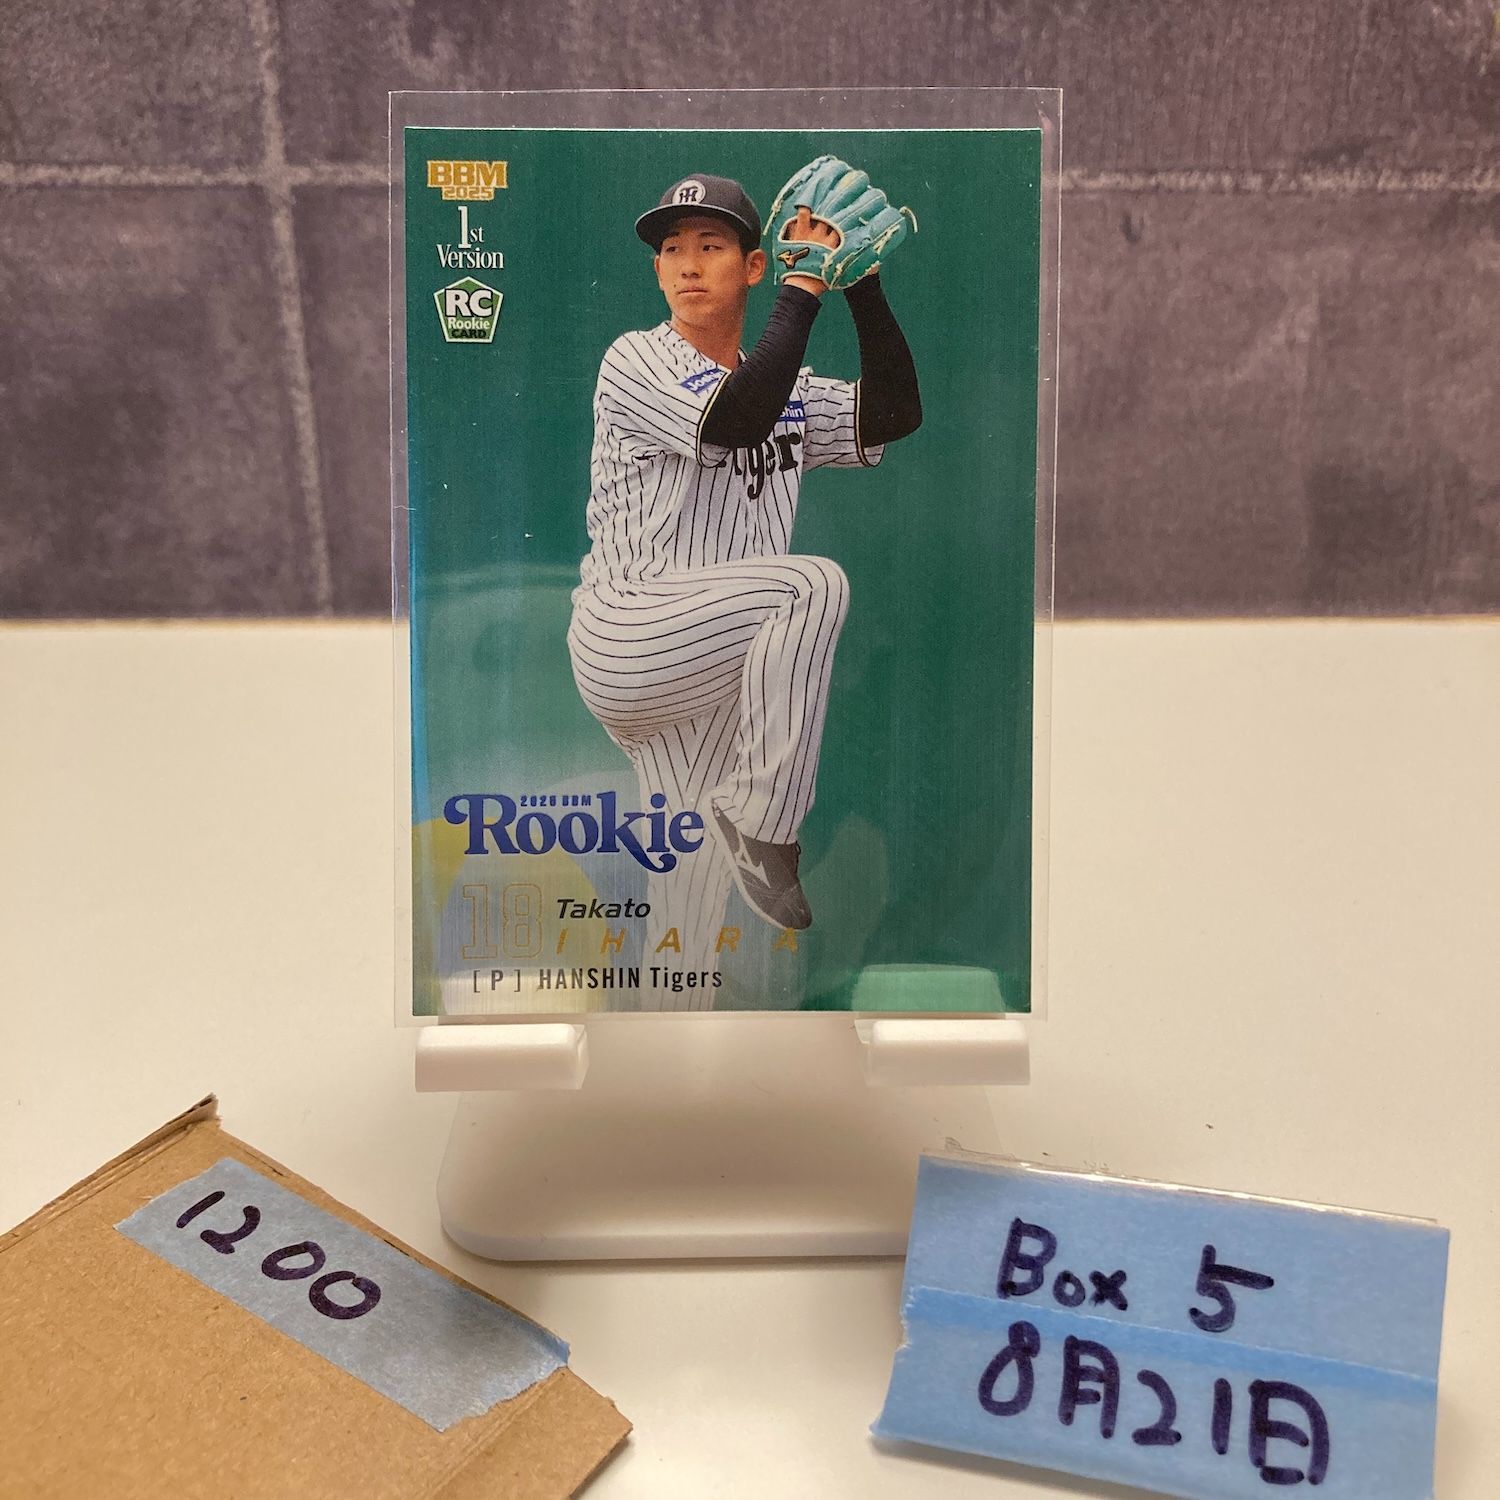 BBM
2025
1st
Version
RC
Rookie
CARD
Tiger
2025 BBM
Rookie
18
Takato
IHARA
[P] HANSHIN Tigers
1200
Box 5
8月21日